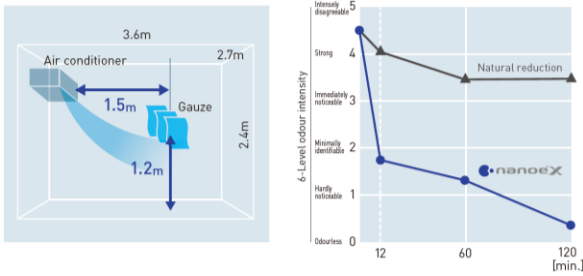 3.6m
2.7m
Air conditioner
1.5m
Gauze
2.4m
1.2m
6-Level odour intensity
Intensely
disagreeable
5
Strong
4
Immediately
noticeable
3
Minimally
identifiable
2
Hardly
noticeable
1
Odourless
0
Natural reduction
nanoeX
12
60
120
[min.]